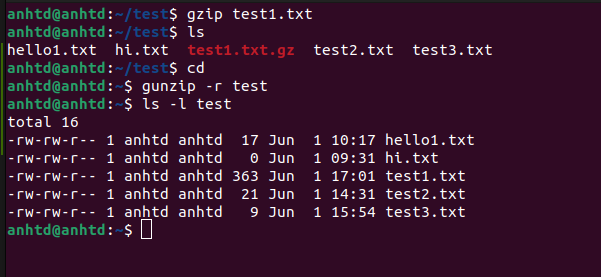 anhtd@anhtd:~/test$ gzip test1.txt
anhtd@anhtd:~/test$ ls
hello1.txt  hi.txt  test1.txt.gz  test2.txt  test3.txt
anhtd@anhtd:~/test$ cd
anhtd@anhtd:~$ gunzip -r test
anhtd@anhtd:~$ ls -l test
total 16
-rw-rw-r-- 1 anhtd anhtd  17 Jun  1 10:17 hello1.txt
-rw-rw-r-- 1 anhtd anhtd   0 Jun  1 09:31 hi.txt
-rw-rw-r-- 1 anhtd anhtd 363 Jun  1 17:01 test1.txt
-rw-rw-r-- 1 anhtd anhtd  21 Jun  1 14:31 test2.txt
-rw-rw-r-- 1 anhtd anhtd   9 Jun  1 15:54 test3.txt
anhtd@anhtd:~$